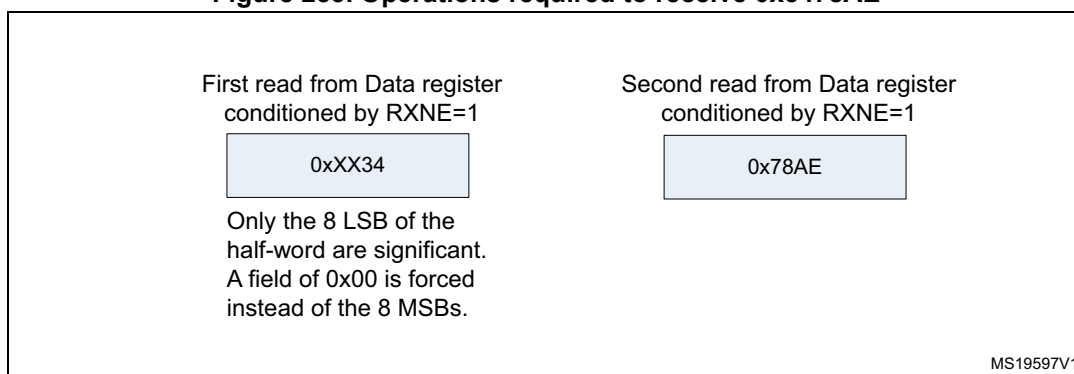 First read from Data register
conditioned by RXNE=1
0xXX34
Only the 8 LSB of the
half-word are significant.
A field of 0x00 is forced
instead of the 8 MSBs.
Second read from Data register
conditioned by RXNE=1
0x78AE
MS19597V1